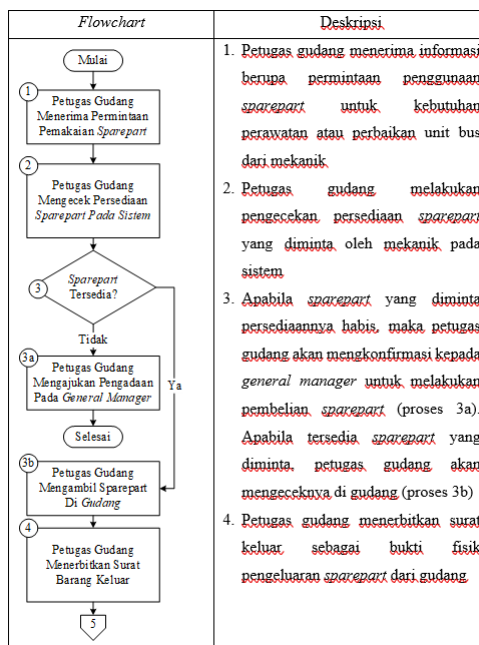 Flowchart
Deskripsi
Mulai
1
Petugas Gudang
Menerima Permintaan
Pemakaian Sparepart
2
Petugas Gudang
Mengecek Persediaan
Sparepart Pada Sistem
3
Sparepart
Tersedia?
Tidak
Ya
3a
Petugas Gudang
Mengajukan Pengadaan
Pada General Manager
Selesai
3b
Petugas Gudang
Mengambil Sparepart
Di Gudang
4
Petugas Gudang
Menerbitkan Surat
Barang Keluar
5
1. Petugas gudang menerima informasi
berupa permintaan penggunaan
sparepart untuk kebutuhan
perawatan atau perbaikan unit bus
dari mekanik
2. Petugas gudang melakukan
pengecekan persediaan sparepart
yang diminta oleh mekanik pada
sistem
3. Apabila sparepart yang diminta
persediaannya habis, maka petugas
gudang akan mengkonfirmasi kepada
general manager untuk melakukan
pembelian sparepart (proses 3a).
Apabila tersedia sparepart yang
diminta, petugas gudang akan
mengeceknya di gudang (proses 3b)
4. Petugas gudang menerbitkan surat
keluar sebagai bukti fisik
pengeluaran sparepart dari gudang